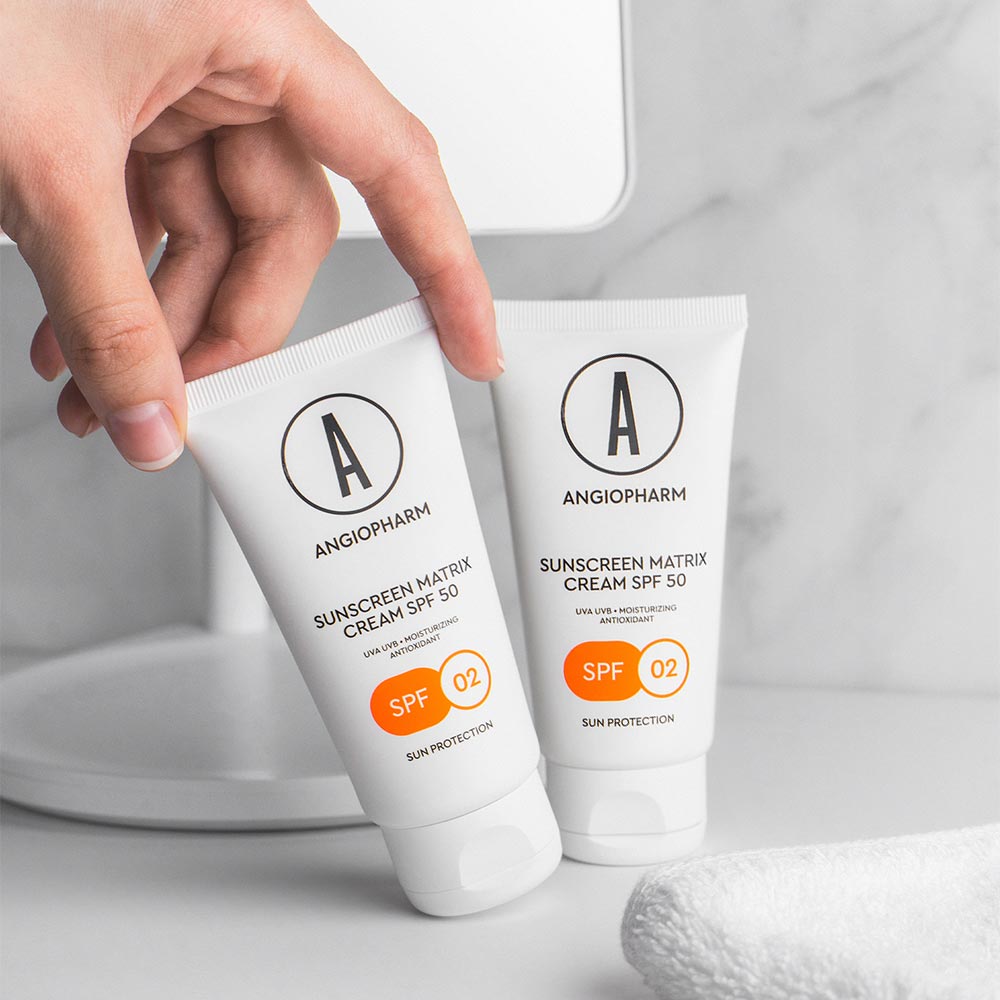 A
ANGIOPHARM
SUNSCREEN MATRIX
CREAM SPF 50
UVA UVB • MOISTURIZING
ANTIOXIDANT
SPF 02
SUN PROTECTION
A
ANGIOPHARM
SUNSCREEN MATRIX
CREAM SPF 50
UVA UVB • MOISTURIZING
ANTIOXIDANT
SPF 02
SUN PROTECTION